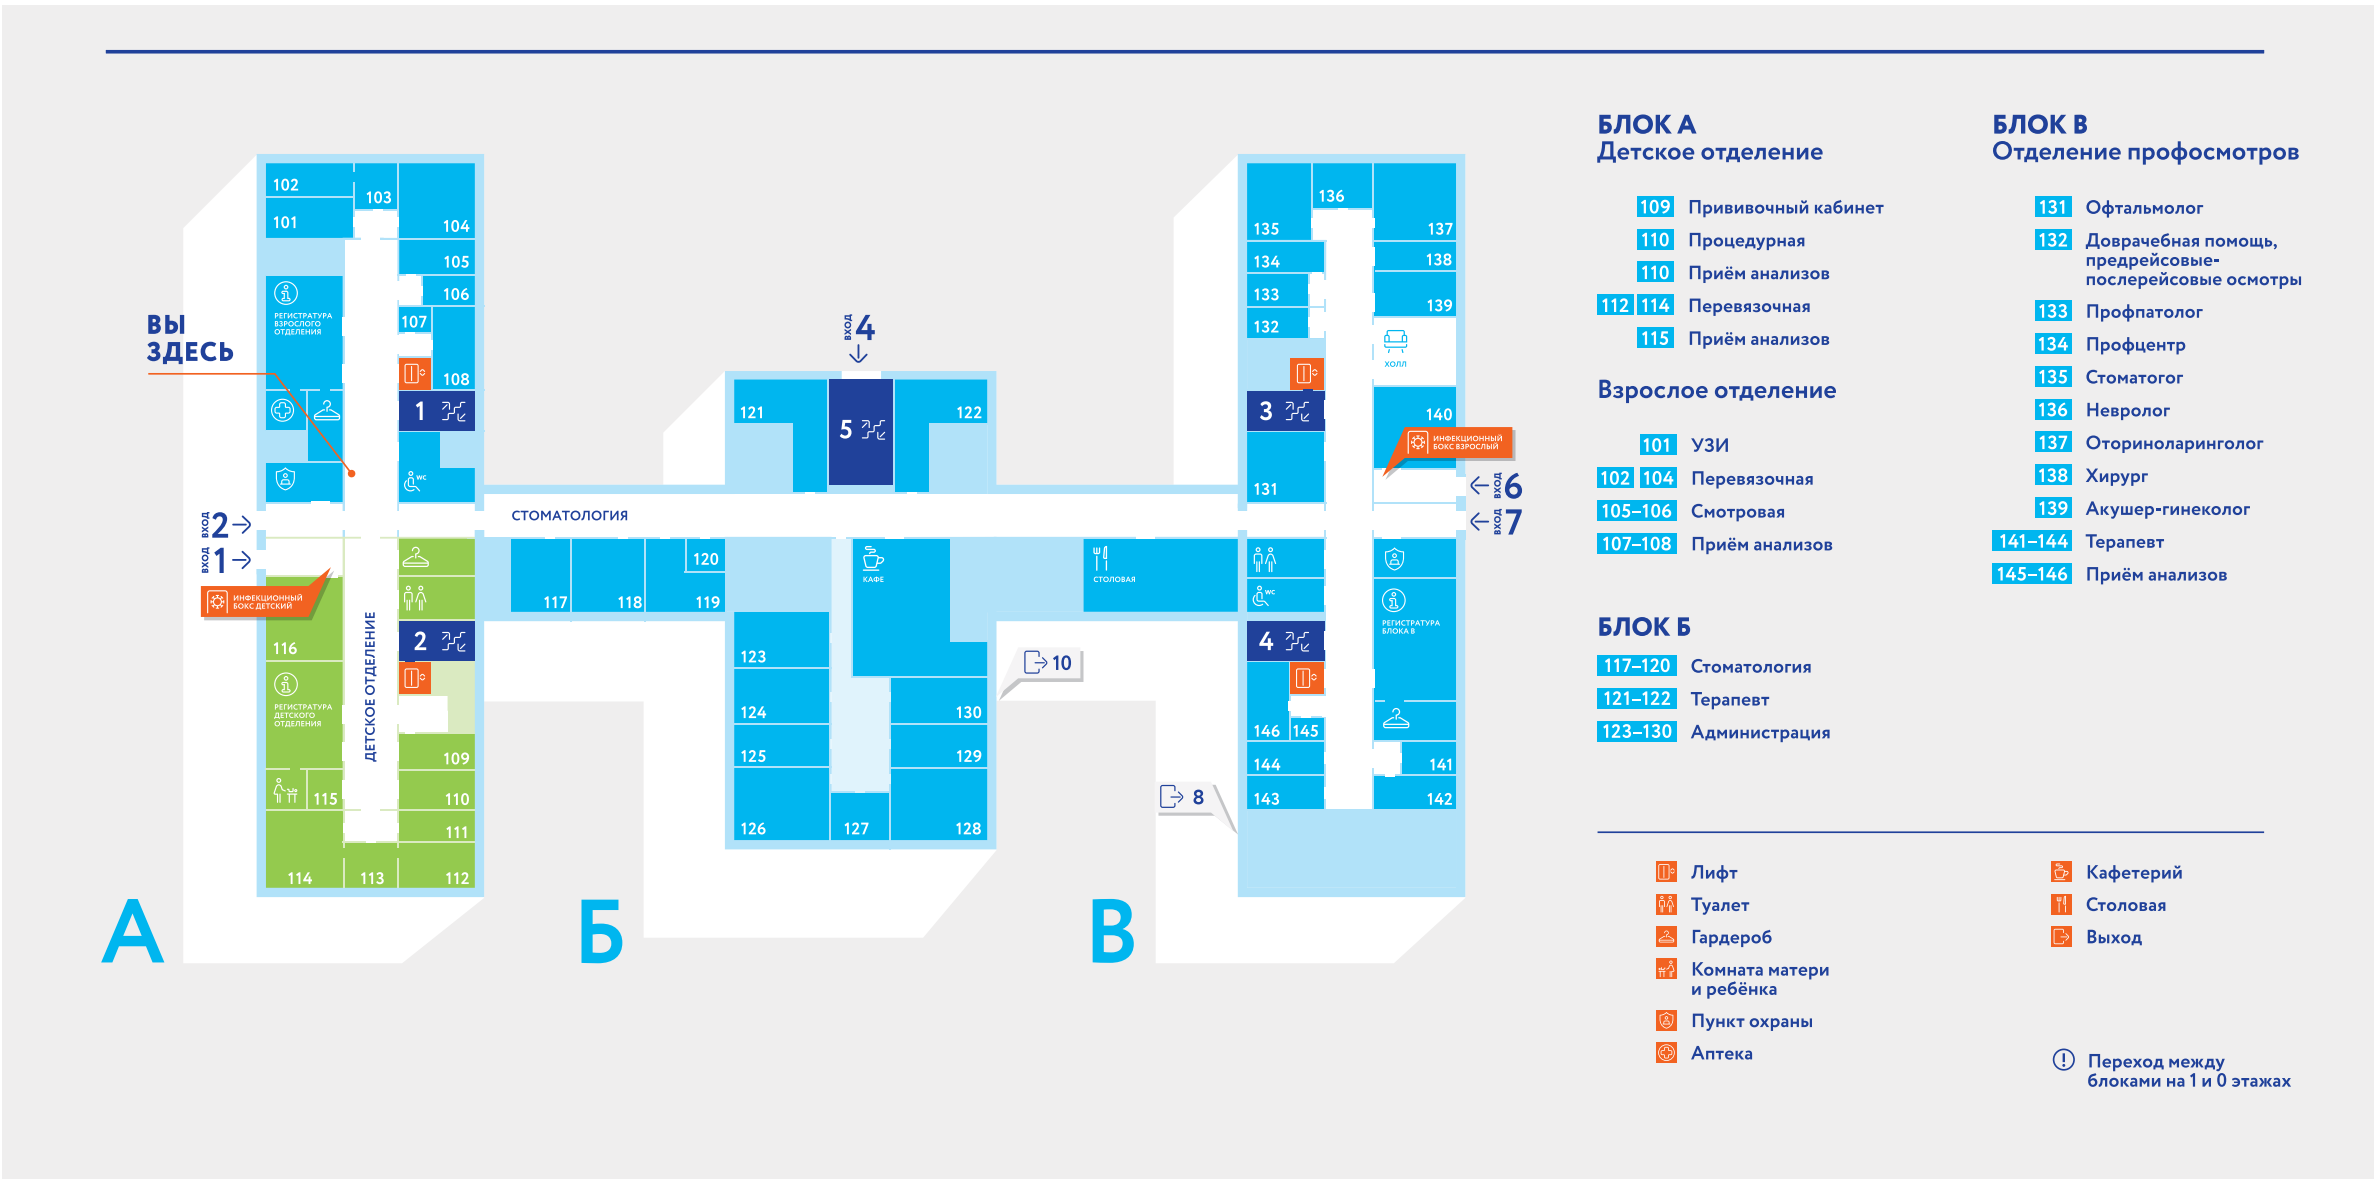 102
103
101
104
105
106
РЕГИСТРАТУРА
ВЗРОСЛОГО
ОТДЕЛЕНИЯ
107
108
ВЫ
ЗДЕСЬ
1
WC
ВХОД 2
ВХОД 1
ИНФЕКЦИОННЫЙ
БОКС ДЕТСКИЙ
116
2
ДЕТСКОЕ ОТДЕЛЕНИЕ
РЕГИСТРАТУРА
ДЕТСКОГО
ОТДЕЛЕНИЯ
109
115
110
111
114
113
112
А
СТОМАТОЛОГИЯ
117
118
119
120
ВХОД 4
121
5
122
КАФЕ
123
124
125
126
127
128
129
130
10
Б
СТОЛОВАЯ
136
135
137
134
138
133
139
132
ХОЛЛ
3
140
ИНФЕКЦИОННЫЙ
БОКС ВЗРОСЛЫЙ
131
ВХОД 6
ВХОД 7
WC
4
РЕГИСТРАТУРА
БЛОКА В
146
145
144
141
143
142
8
В
БЛОК А
Детское отделение
109 Прививочный кабинет
110 Процедурная
110 Приём анализов
112 114 Перевязочная
115 Приём анализов
Взрослое отделение
101 УЗИ
102 104 Перевязочная
105–106 Смотровая
107–108 Приём анализов
БЛОК Б
117–120 Стоматология
121–122 Терапевт
123–130 Администрация
БЛОК В
Отделение профосмотров
131 Офтальмолог
132 Доврачебная помощь,
предрейсовые-
послерейсовые осмотры
133 Профпатолог
134 Профцентр
135 Стоматогог
136 Невролог
137 Оториноларинголог
138 Хирург
139 Акушер-гинеколог
141–144 Терапевт
145–146 Приём анализов
Лифт
Туалет
Гардероб
Комната матери
и ребёнка
Пункт охраны
Аптека
Кафетерий
Столовая
Выход
Переход между
блоками на 1 и 0 этажах